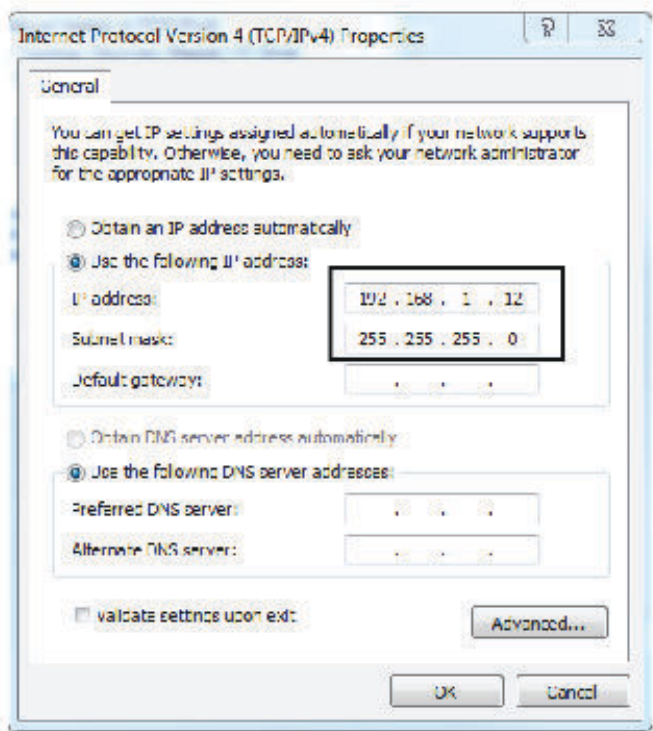 Internet Protocol Version 4 (TCP/IPv4) Properties
General
You can get IP settings assigned automatically if your network supports
this capability. Otherwise, you need to ask your network administrator
for the appropriate IP settings.
Obtain an IP address automatically
Use the following IP address:
IP address: 192 . 168 . 1 . 12
Subnet mask: 255 . 255 . 255 . 0
Default gateway: . . .
Obtain DNS server address automatically
Use the following DNS server addresses:
Preferred DNS server: . . .
Alternate DNS server: . . .
Validate settings upon exit
Advanced...
OK Cancel